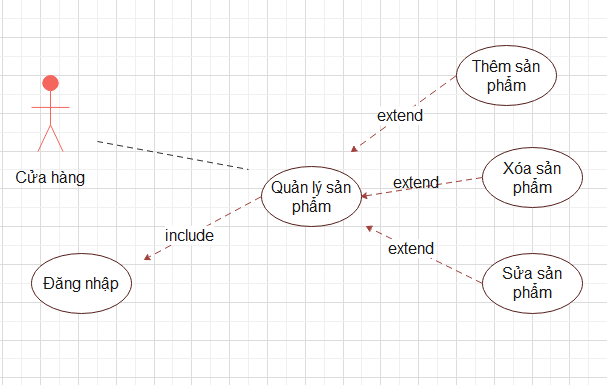 Thêm sản
phẩm
extend
Cửa hàng
Quản lý sản
phẩm
extend
Xóa sản
phẩm
include
extend
Đăng nhập
Sửa sản
phẩm